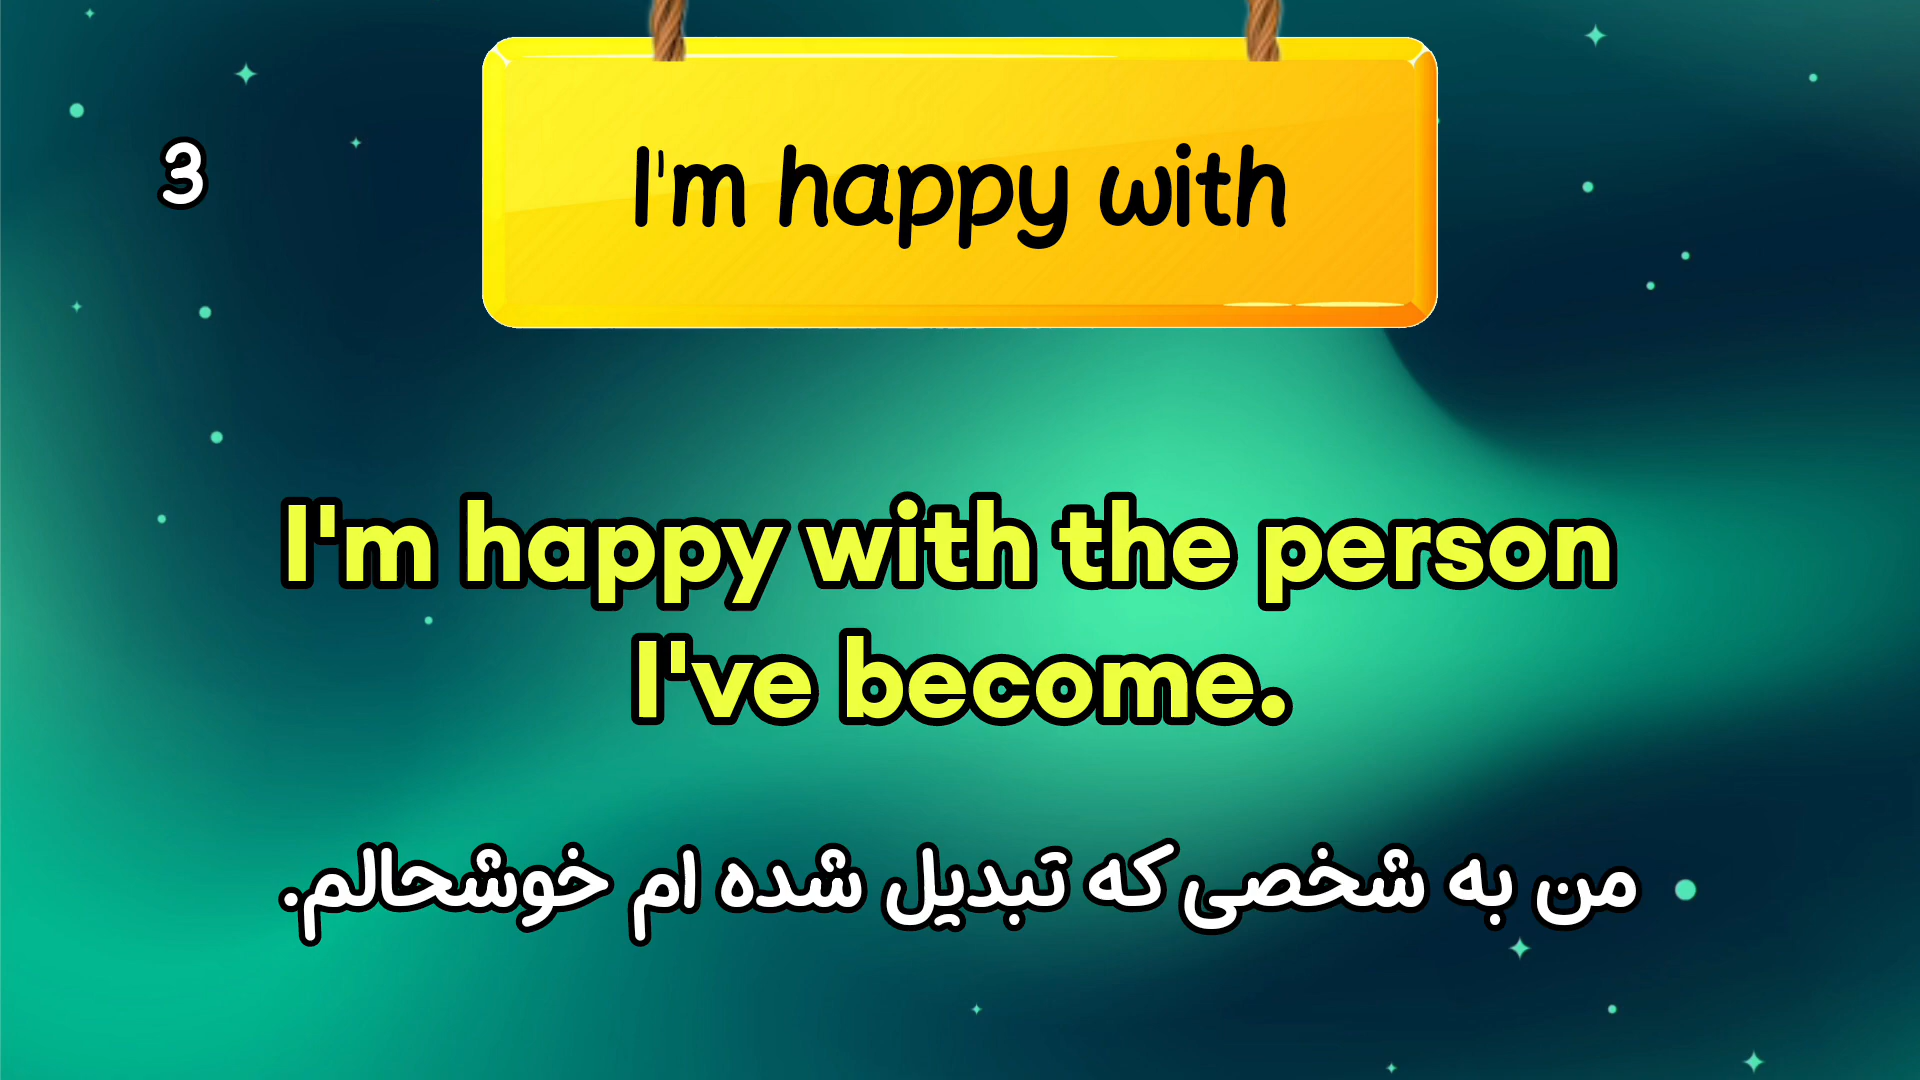 3
I'm happy with
I'm happy with the person
I've become.
من به شخصی که تبدیل شده ام خوشحالم.